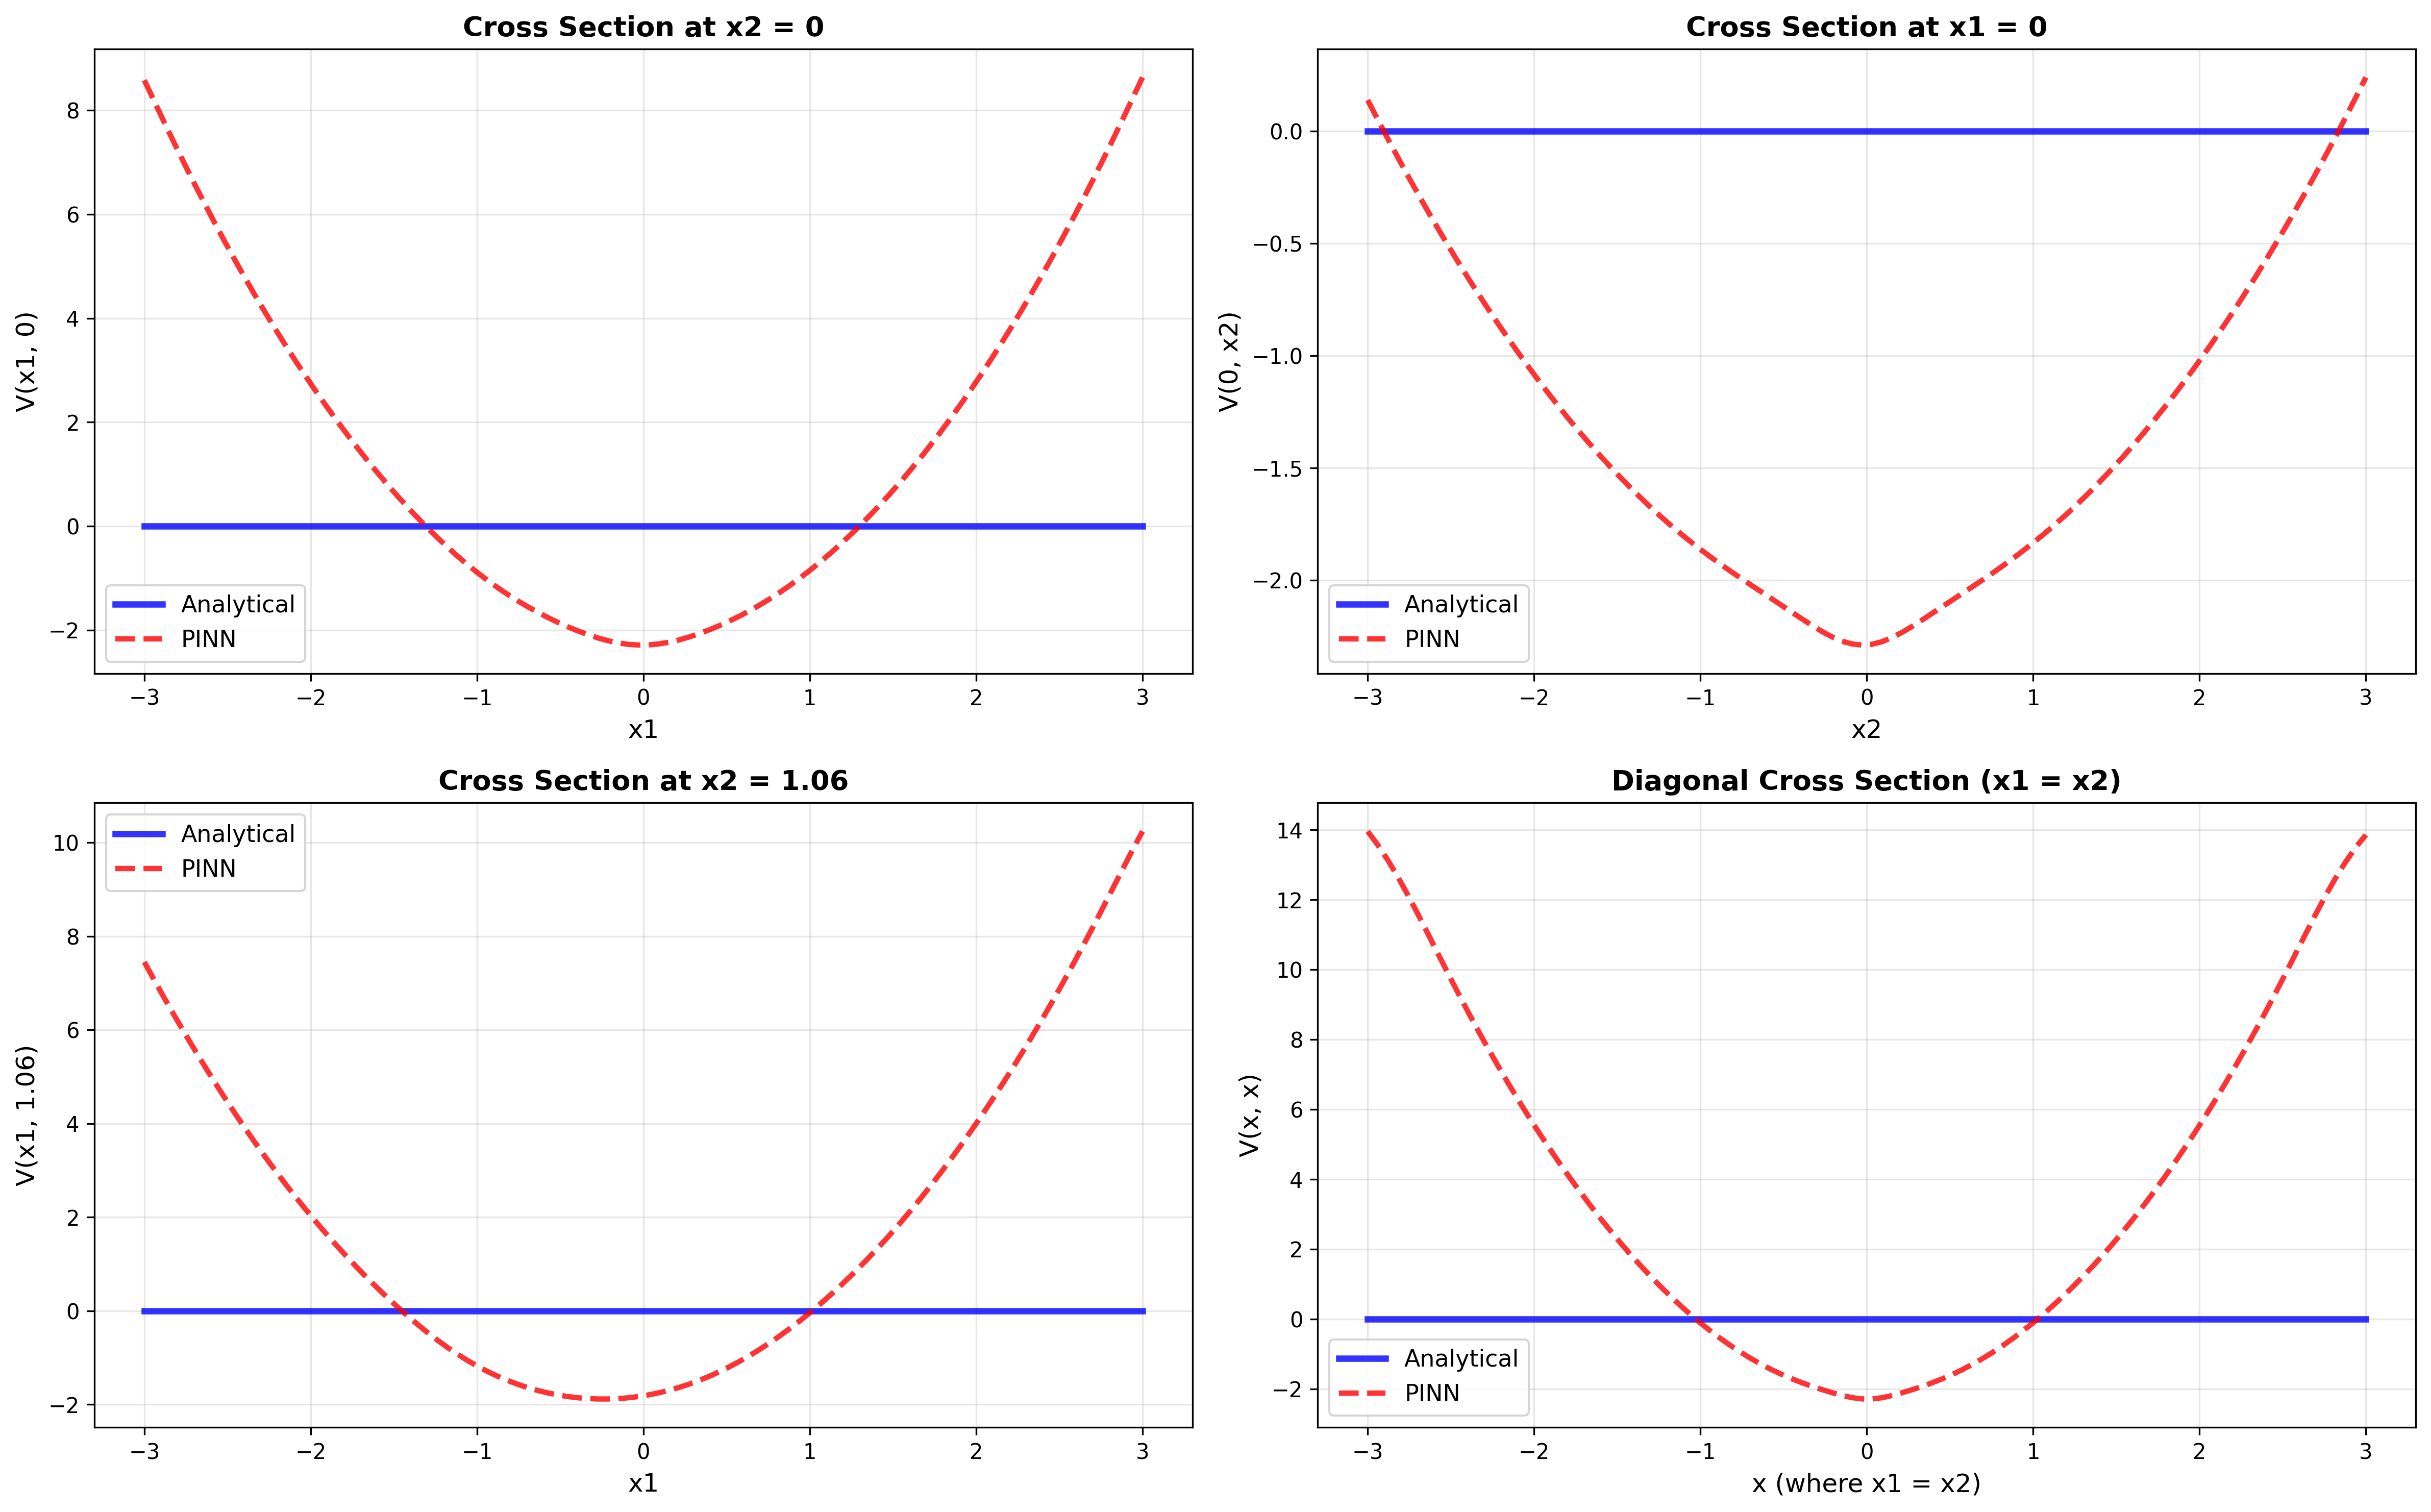 Cross Section at x2 = 0
V(x1, 0)
8
6
4
2
0
−2
Analytical
PINN
−3 −2 −1 0 1 2 3
x1
Cross Section at x1 = 0
V(0, x2)
0.0
−0.5
−1.0
−1.5
−2.0
Analytical
PINN
−3 −2 −1 0 1 2 3
x2
Cross Section at x2 = 1.06
V(x1, 1.06)
Analytical
PINN
10
8
6
4
2
0
−2
−3 −2 −1 0 1 2 3
x1
Diagonal Cross Section (x1 = x2)
V(x, x)
14
12
10
8
6
4
2
0
−2
Analytical
PINN
−3 −2 −1 0 1 2 3
x (where x1 = x2)